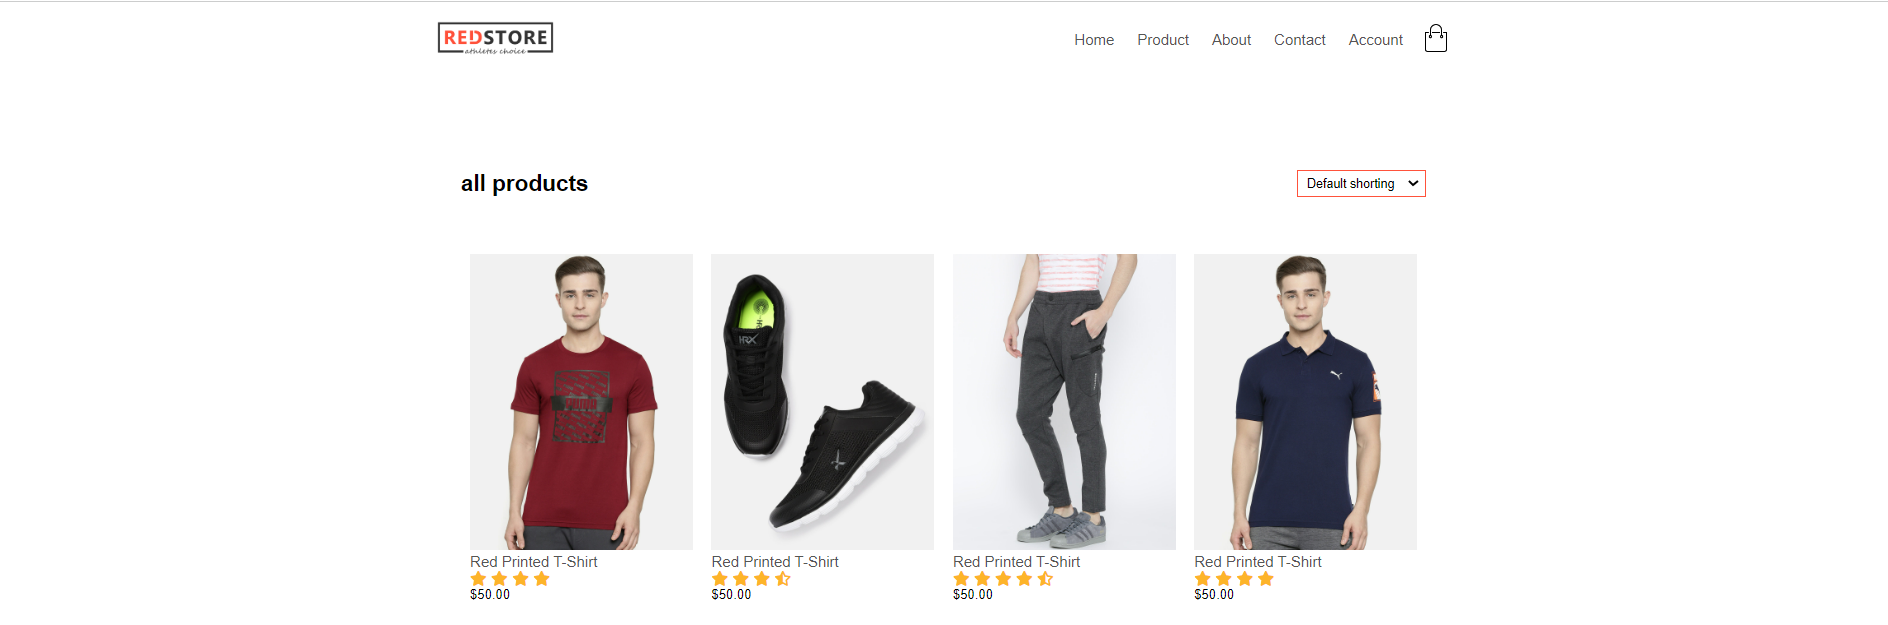 REDSTORE
athletes choice
Home Product About Contact Account
all products
Default shorting
HRX
Red Printed T-Shirt Red Printed T-Shirt Red Printed T-Shirt Red Printed T-Shirt
$50.00 $50.00 $50.00 $50.00